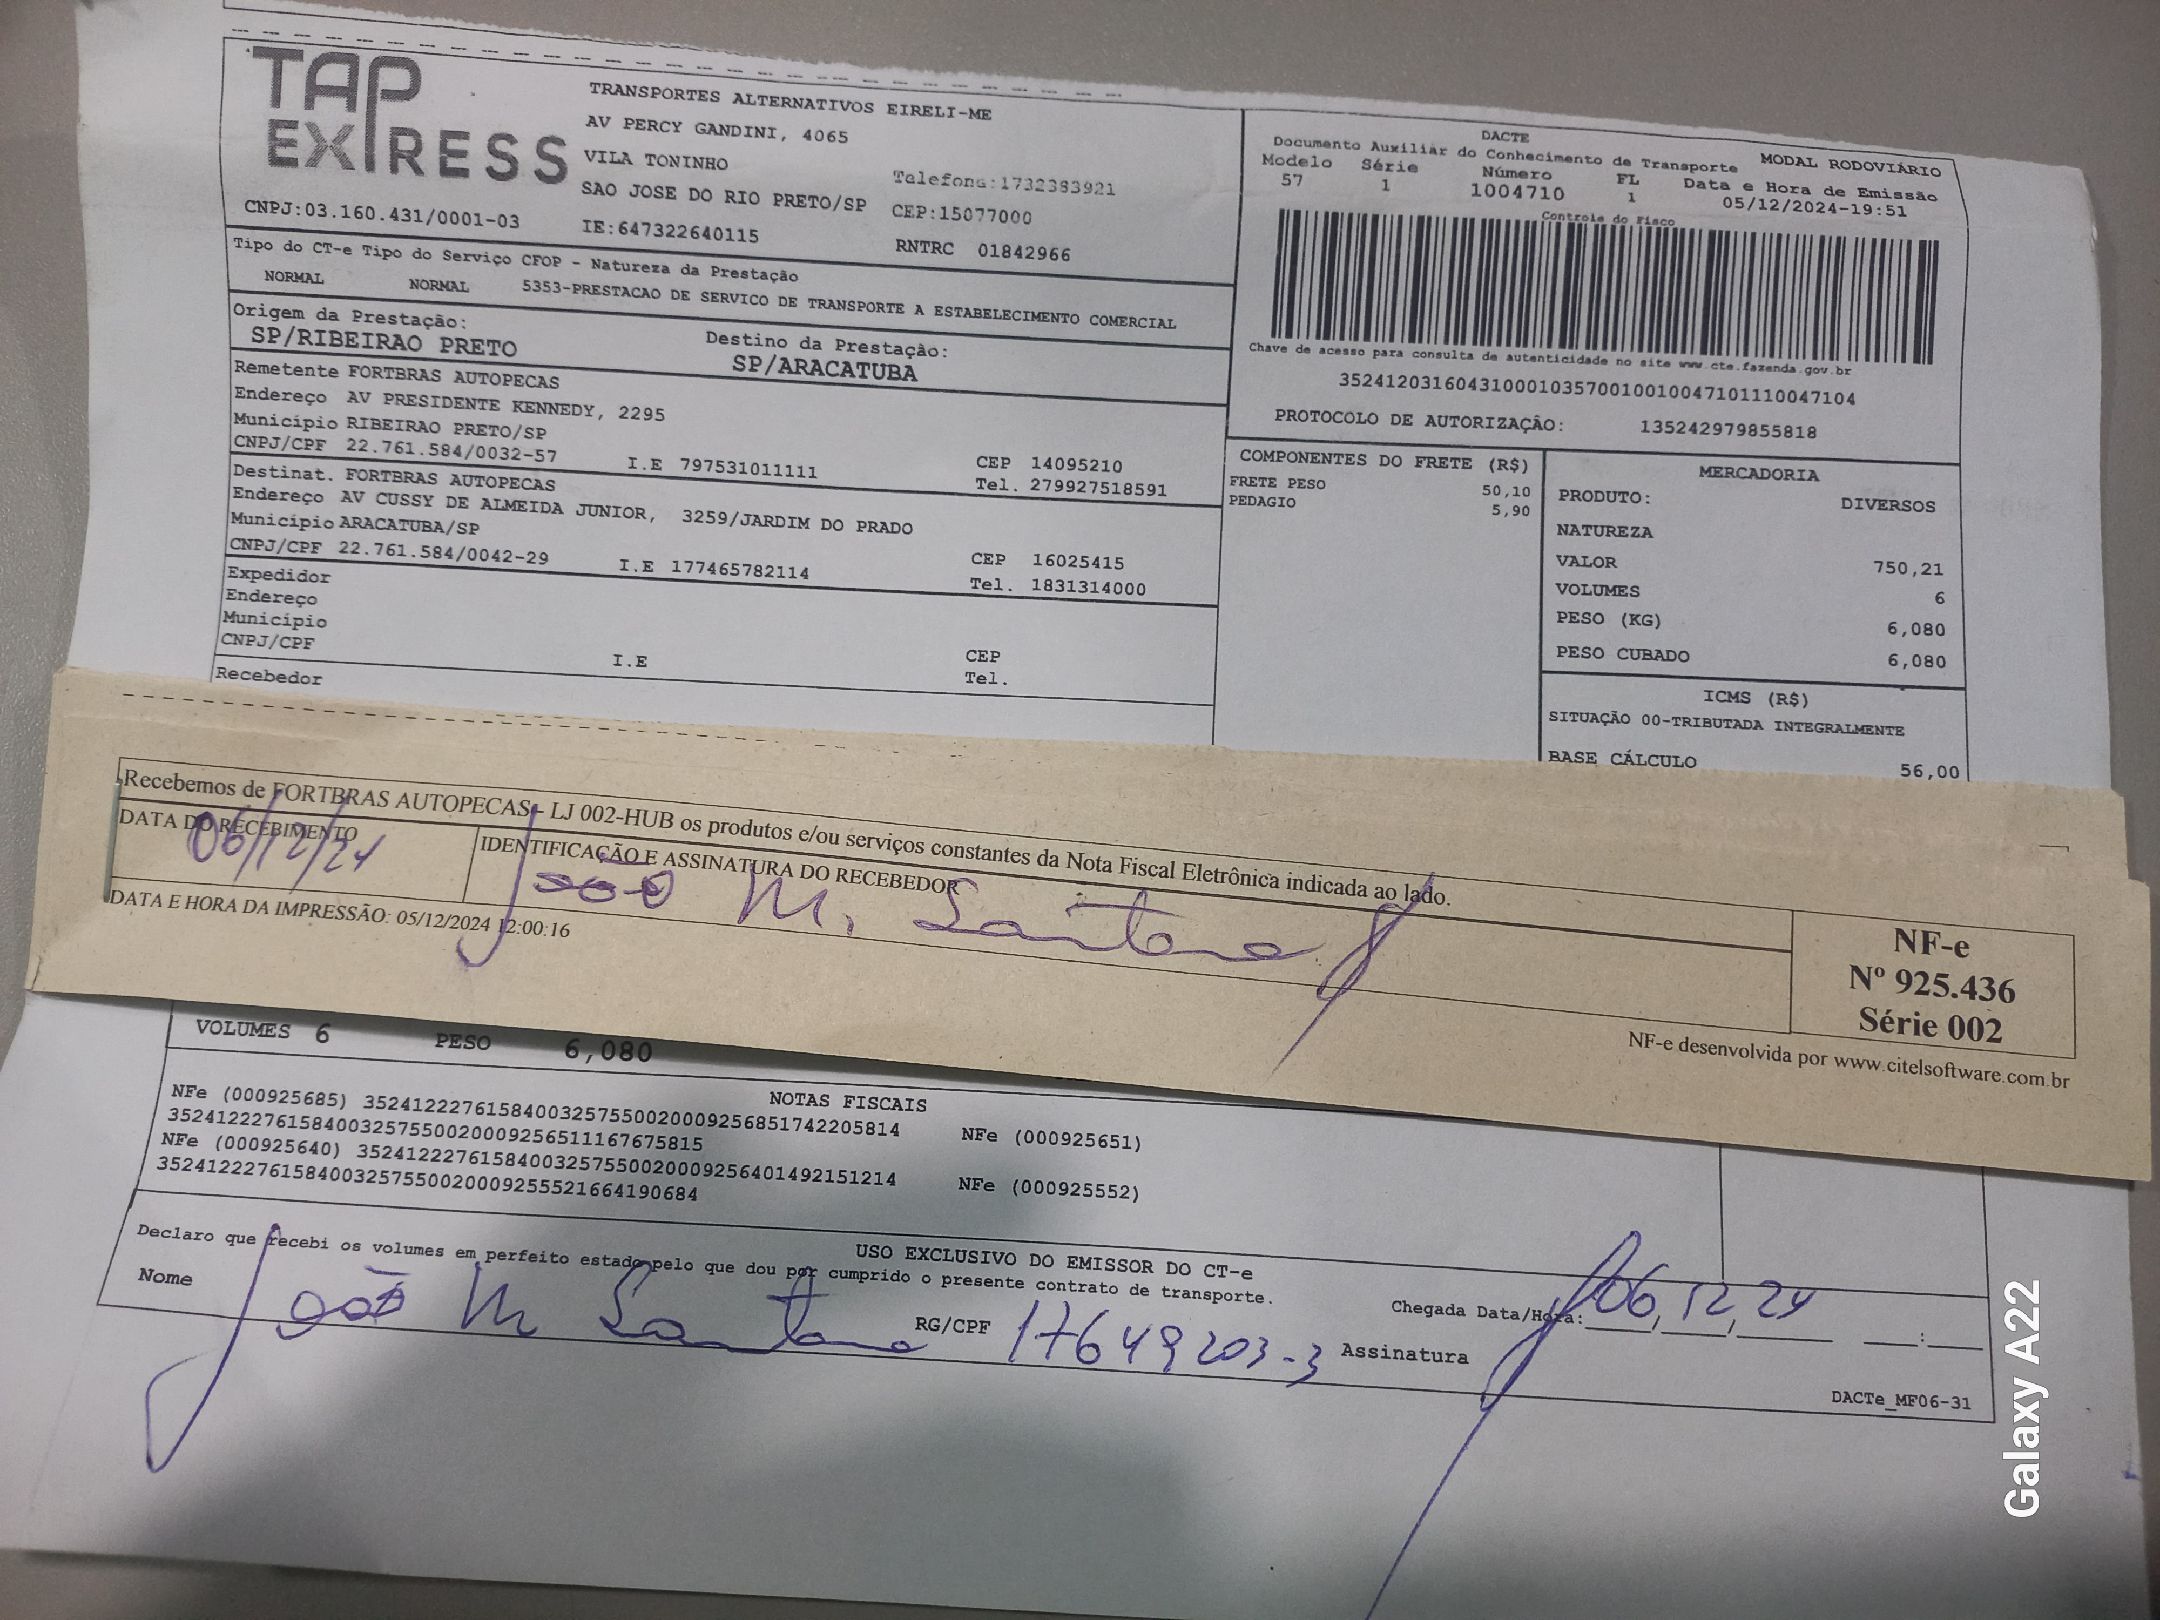 TAP EXPRESS
TRANSPORTES ALTERNATIVOS EIRELI-ME
AV PERCY GANDINI, 4065
VILA TONINHO
SAO JOSE DO RIO PRETO/SP
Telefone:1732383921
CEP:15077000
CNPJ:03.160.431/0001-03 IE:647322640115 RNTRC 01842966
DACTE
Documento Auxiliar do Conhecimento de Transporte MODAL RODOVIÁRIO
Modelo Série Número FL Data e Hora de Emissão
57 1 1004710 1 05/12/2024-19:51
Controle do Fisco
Chave de acesso para consulta de autenticidade no site www.cte.fazenda.gov.br
35241203160431000103570010010047101110047104
PROTOCOLO DE AUTORIZAÇÃO: 135242979855818
Tipo do CT-e Tipo do Serviço CFOP - Natureza da Prestação
NORMAL NORMAL 5353-PRESTACAO DE SERVICO DE TRANSPORTE A ESTABELECIMENTO COMERCIAL
Origem da Prestação: Destino da Prestação:
SP/RIBEIRAO PRETO SP/ARACATUBA
Remetente FORTBRAS AUTOPECAS
Endereço AV PRESIDENTE KENNEDY, 2295
Município RIBEIRAO PRETO/SP CEP 14095210
CNPJ/CPF 22.761.584/0032-57 I.E 797531011111 Tel. 279927518591
Destinat. FORTBRAS AUTOPECAS
Endereço AV CUSSY DE ALMEIDA JUNIOR, 3259/JARDIM DO PRADO
Município ARACATUBA/SP CEP 16025415
CNPJ/CPF 22.761.584/0042-29 I.E 177465782114 Tel. 1831314000
Expedidor
Endereço
Município CEP
CNPJ/CPF I.E Tel.
Recebedor
COMPONENTES DO FRETE (R$)
FRETE PESO 50,10
PEDAGIO 5,90
MERCADORIA
PRODUTO: DIVERSOS
NATUREZA
VALOR 750,21
VOLUMES 6
PESO (KG) 6,080
PESO CUBADO 6,080
ICMS (R$)
SITUAÇÃO 00-TRIBUTADA INTEGRALMENTE
BASE CÁLCULO 56,00
Recebemos de FORTBRAS AUTOPECAS - LJ 002-HUB os produtos e/ou serviços constantes da Nota Fiscal Eletrônica indicada ao lado.
DATA DO RECEBIMENTO IDENTIFICAÇÃO E ASSINATURA DO RECEBEDOR
06/12/24 João M. Santana
DATA E HORA DA IMPRESSÃO: 05/12/2024 12:00:16
NF-e
Nº 925.436
Série 002
NF-e desenvolvida por www.citelsoftware.com.br
VOLUMES 6 PESO 6,080
NOTAS FISCAIS
NFe (000925685) 35241222761584003257550020009256851742205814 NFe (000925651)
35241222761584003257550020009256511167675815
NFe (000925640) 35241222761584003257550020009256401492151214 NFe (000925552)
35241222761584003257550020009255521664190684
USO EXCLUSIVO DO EMISSOR DO CT-e
Declaro que recebi os volumes em perfeito estado pelo que dou por cumprido o presente contrato de transporte.
Nome João M Santana RG/CPF 17649203-3 Assinatura
Chegada Data/Hora: 06,12,24 :
DACTe_MF06-31
Galaxy A22